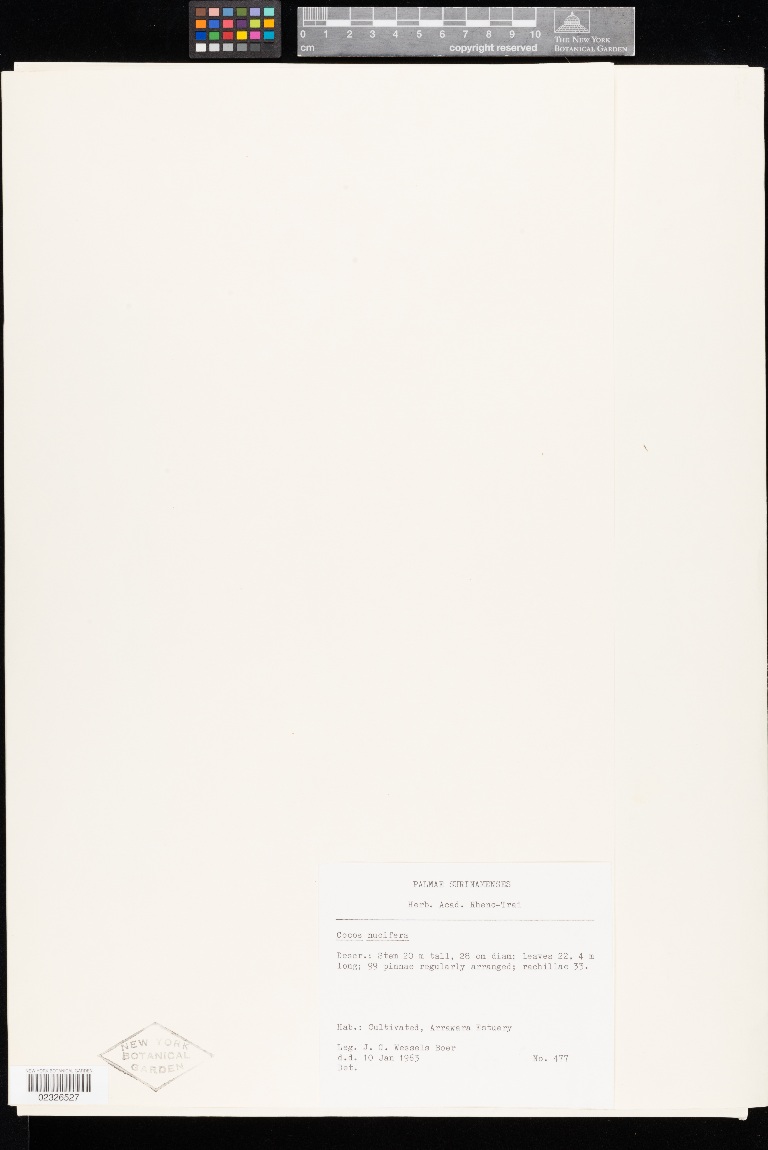 0 1 2 3 4 5 6 7 8 9 10
cm
copyright reserved
THE NEW YORK
BOTANICAL GARDEN
PALMAE SURINAMENSES
Herb. Acad. Rheno-Trai
Cocos nucifera
Descr.: Stem 20 m tall, 28 cm diam; leaves 22, 4 m
long; 99 pinnae regularly arranged; rachillae 33.
Hab.: Cultivated, Arrawarra Estuary
Leg. J. G. Wessels Boer
d.d. 10 Jan 1963 No. 477
Det.
NEW YORK
BOTANICAL
GARDEN
NEW YORK BOTANICAL GARDEN
02326527